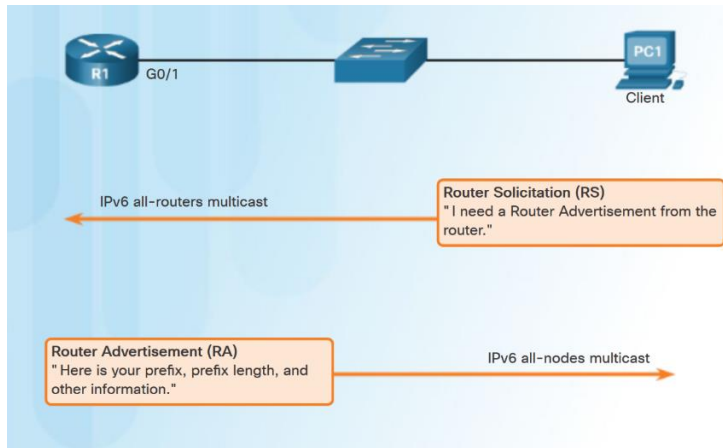 R1
G0/1
PC1
Client
IPv6 all-routers multicast
Router Solicitation (RS)
"I need a Router Advertisement from the
router."
Router Advertisement (RA)
"Here is your prefix, prefix length, and
other information."
IPv6 all-nodes multicast